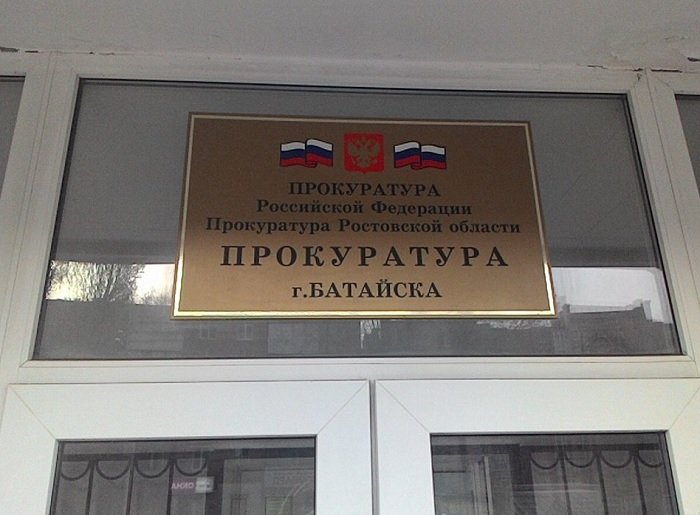 ПРОКУРАТУРА
Российской Федерации
Прокуратура Ростовской области
ПРОКУРАТУРА
г.БАТАЙСКА